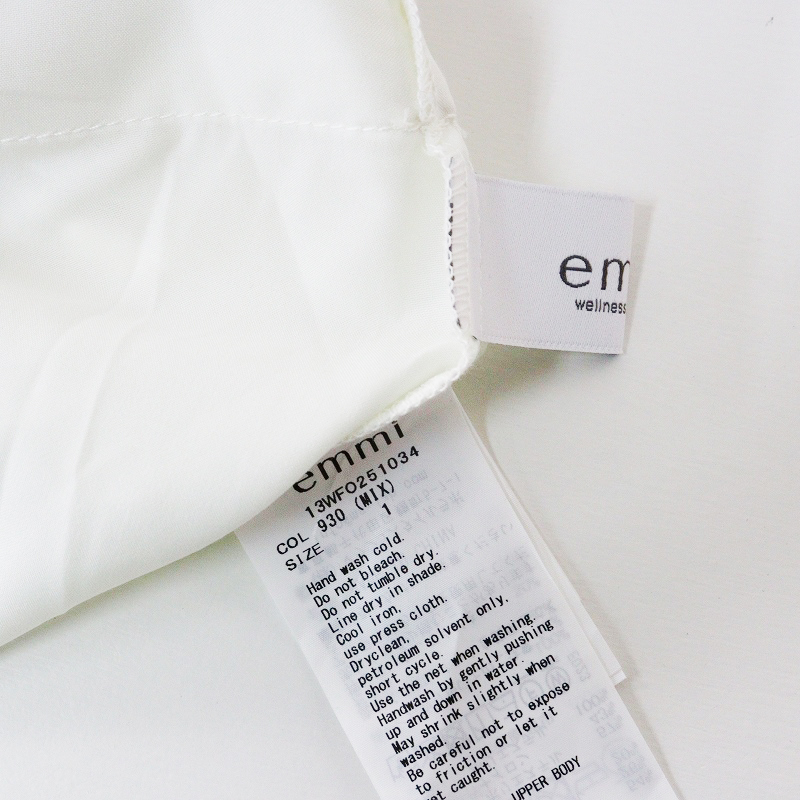 em
wellness
emmi
13WFO251034
COL 930 (MIX)
SIZE 1
Hand wash cold.
Do not bleach.
Do not tumble dry.
Line dry in shade.
Cool iron,
use press cloth.
Dryclean,
petroleum solvent only,
short cycle.
Use the net when washing.
Handwash by gently pushing
up and down in water.
May shrink slightly when
washed.
Be careful not to expose
to friction or let it
get caught.
UPPER BODY